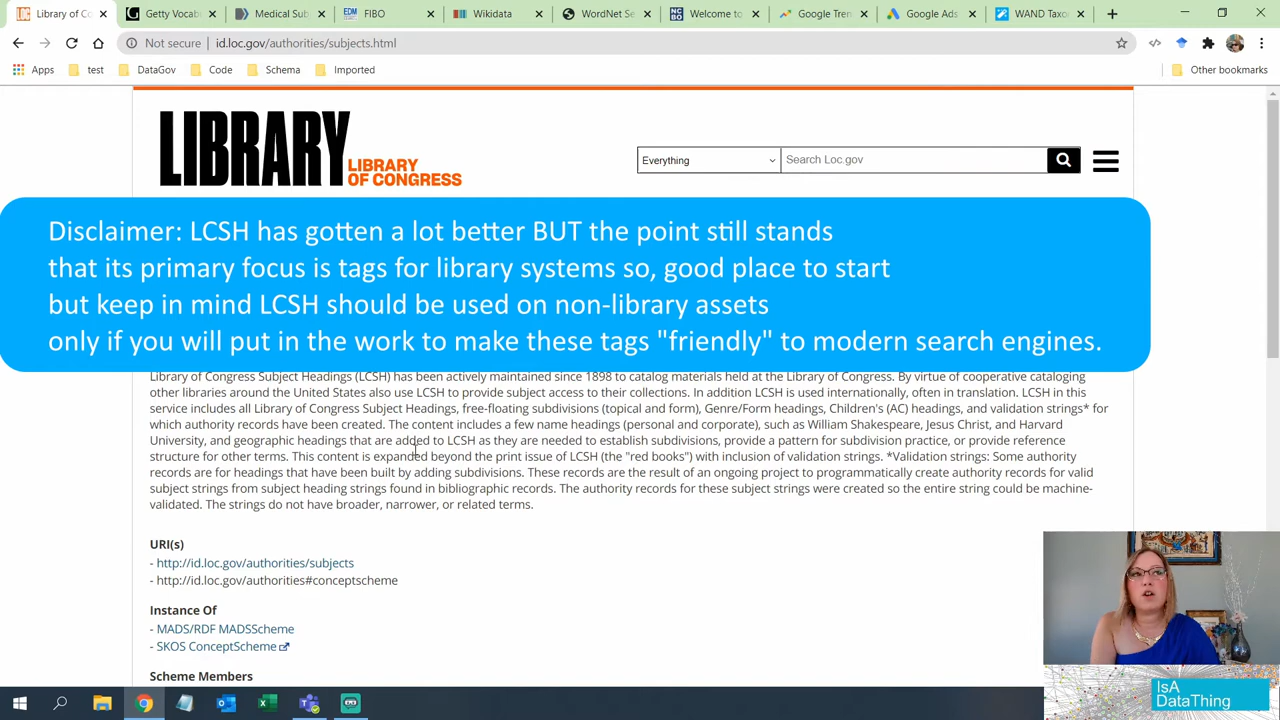 Library of Co
Getty Vocabu
Medical Sub
FIBO
Wikidata
WordNet Se
Welcome to
Google Tren
Google Ads
WAND Taxo
Not secure
id.loc.gov/authorities/subjects.html
Apps
test
DataGov
Code
Schema
Imported
Other bookmarks
LIBRARY
LIBRARY
OF CONGRESS
Everything
Search Loc.gov
Disclaimer: LCSH has gotten a lot better BUT the point still stands
that its primary focus is tags for library systems so, good place to start
but keep in mind LCSH should be used on non-library assets
only if you will put in the work to make these tags "friendly" to modern search engines.
Library of Congress Subject Headings (LCSH) has been actively maintained since 1898 to catalog materials held at the Library of Congress. By virtue of cooperative cataloging
other libraries around the United States also use LCSH to provide subject access to their collections. In addition LCSH is used internationally, often in translation. LCSH in this
service includes all Library of Congress Subject Headings, free-floating subdivisions (topical and form), Genre/Form headings, Children's (AC) headings, and validation strings* for
which authority records have been created. The content includes a few name headings (personal and corporate), such as William Shakespeare, Jesus Christ, and Harvard
University, and geographic headings that are added to LCSH as they are needed to establish subdivisions, provide a pattern for subdivision practice, or provide reference
structure for other terms. This content is expanded beyond the print issue of LCSH (the "red books") with inclusion of validation strings. *Validation strings: Some authority
records are for headings that have been built by adding subdivisions. These records are the result of an ongoing project to programmatically create authority records for valid
subject strings from subject heading strings found in bibliographic records. The authority records for these subject strings were created so the entire string could be machine-
validated. The strings do not have broader, narrower, or related terms.
URI(s)
- http://id.loc.gov/authorities/subjects
- http://id.loc.gov/authorities#conceptscheme
Instance Of
- MADS/RDF MADSScheme
- SKOS ConceptScheme
Scheme Members
IsA
DataThing